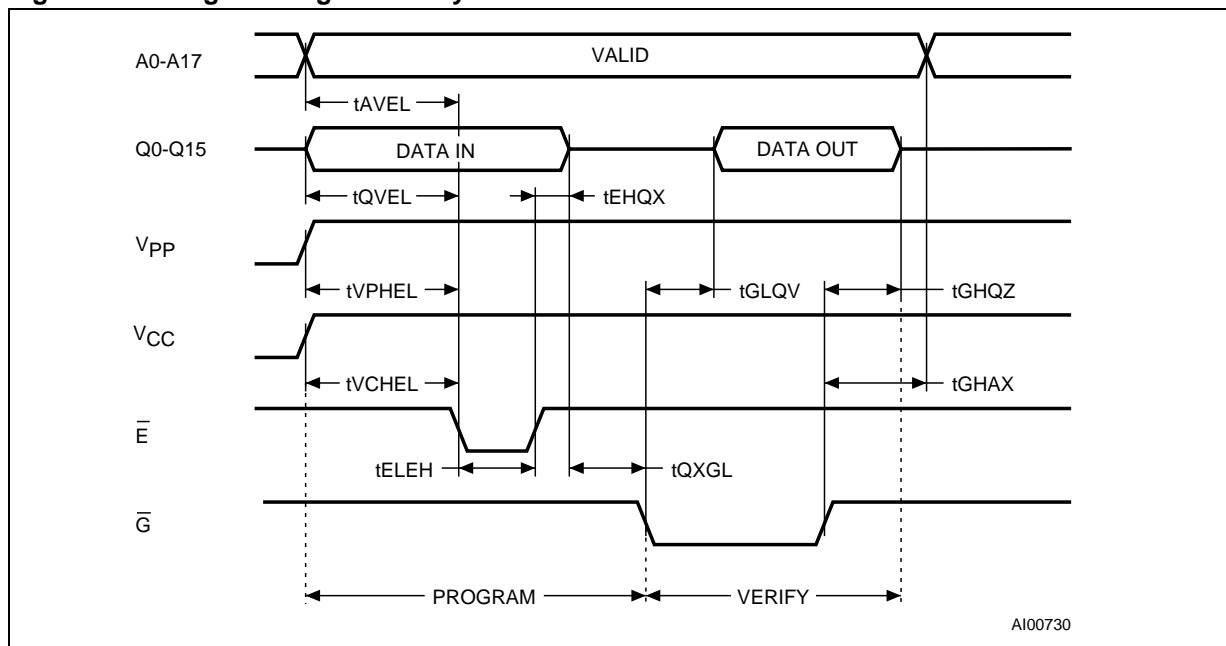 A0-A17
VALID
tAVEL
Q0-Q15
DATA IN
DATA OUT
tQVEL
tEHQX
VPP
tVPHEL
tGLQV
tGHQZ
VCC
tVCHEL
tGHAX
E̅
tELEH
tQXGL
G̅
PROGRAM
VERIFY
AI00730